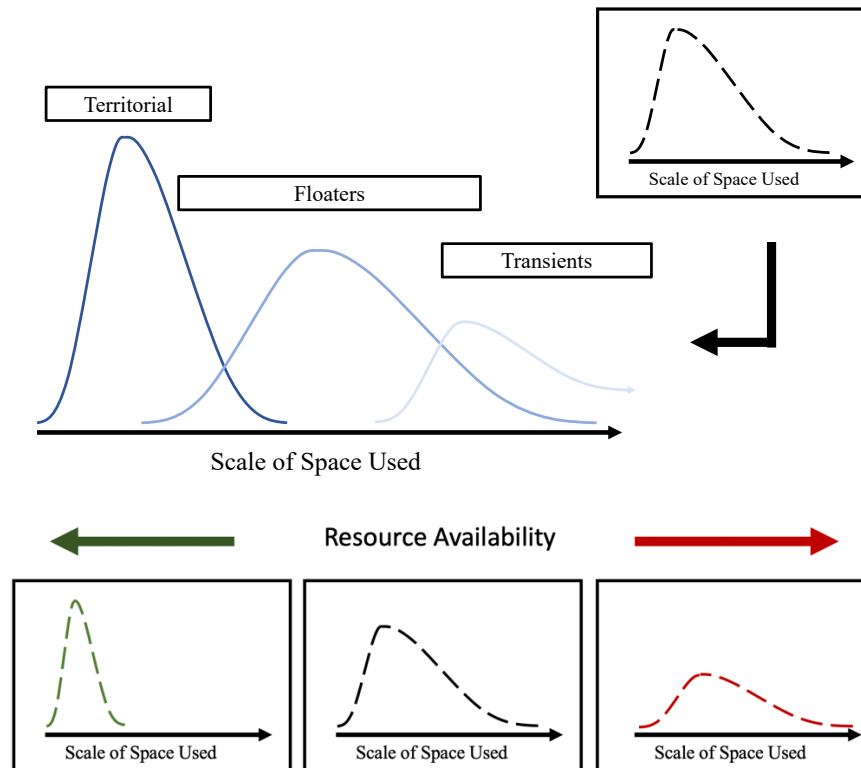 Territorial
Floaters
Transients
Scale of Space Used
Scale of Space Used
Resource Availability
Scale of Space Used
Scale of Space Used
Scale of Space Used